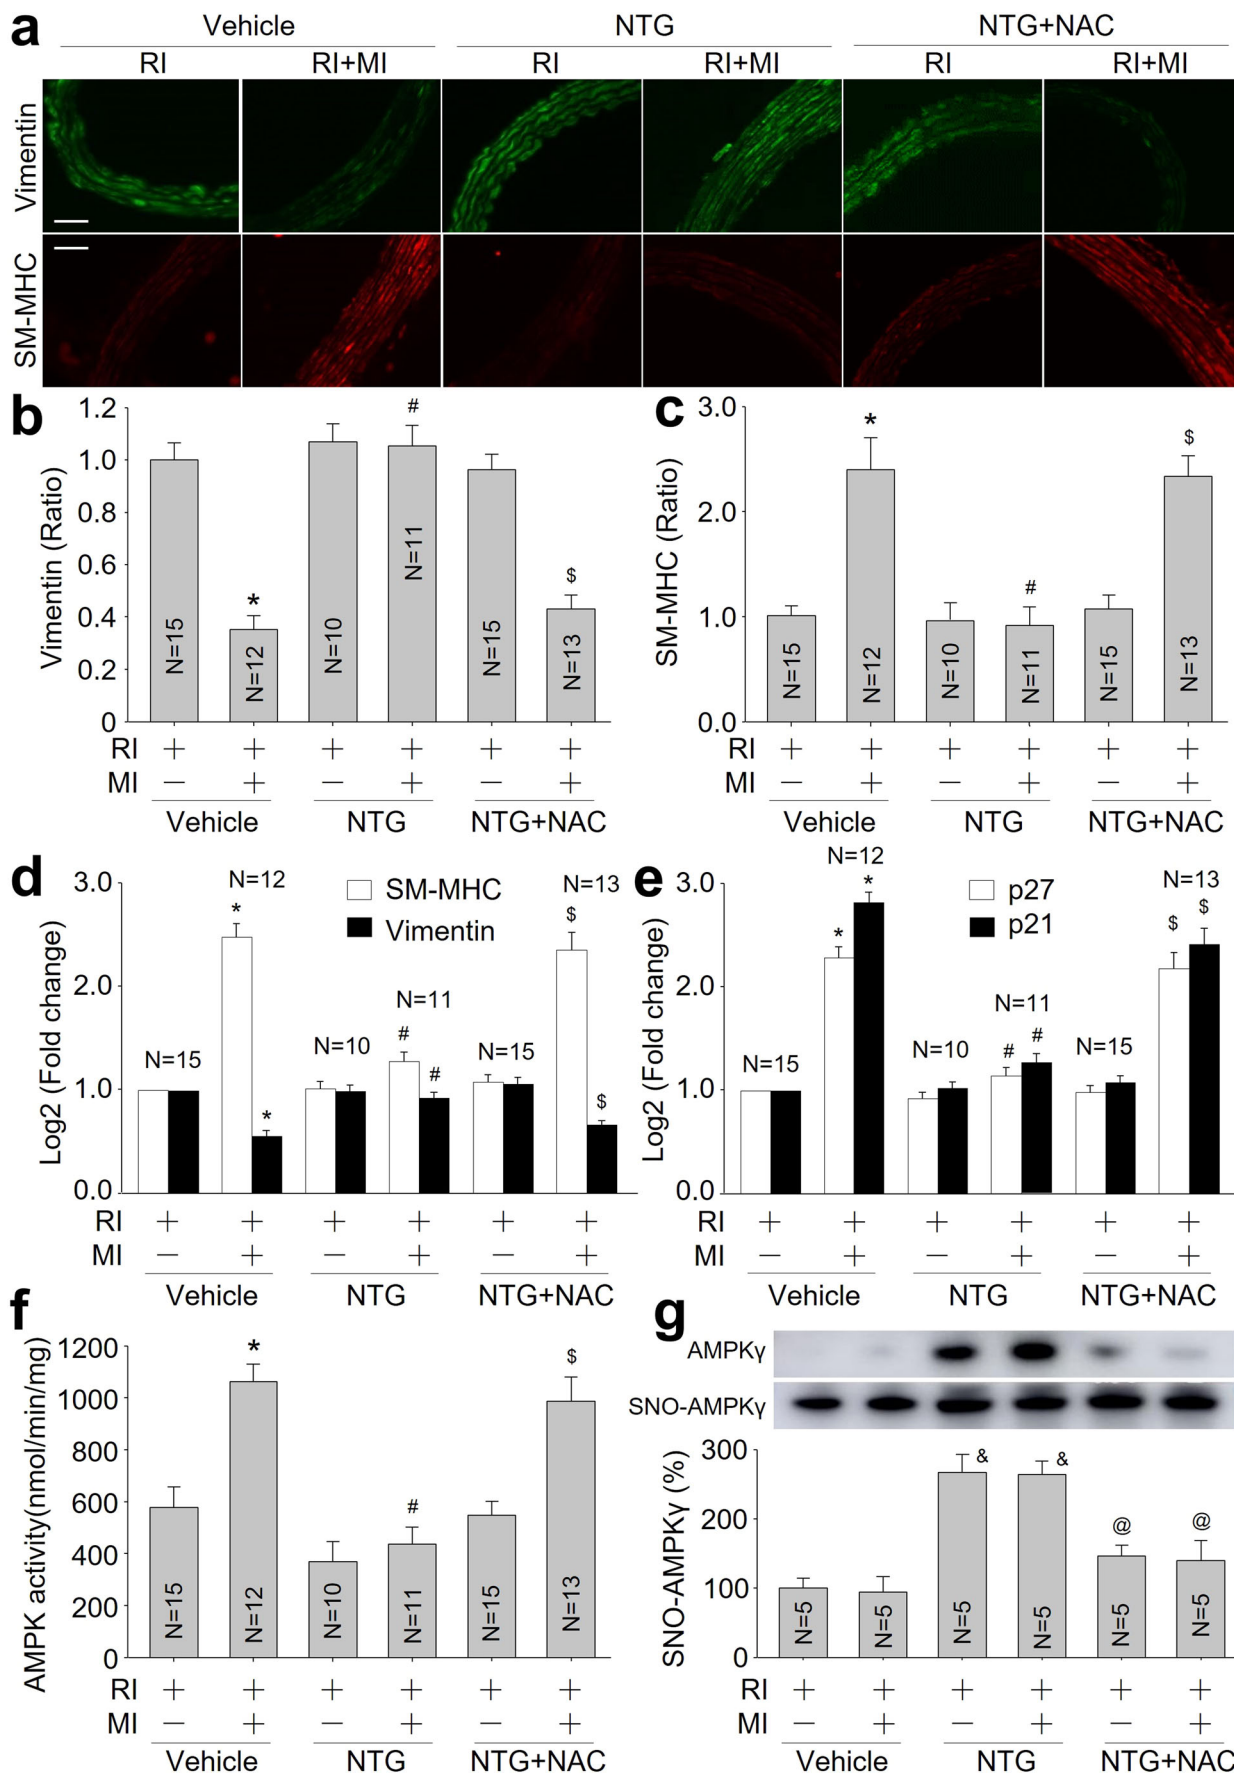 a
Vehicle NTG NTG+NAC
RI RI+MI RI RI+MI RI RI+MI
Vimentin
SM-MHC
b
Vimentin (Ratio)
1.2
1.0
0.8
0.6
0.4
0.2
0
* # $
N=15 N=12 N=10 N=11 N=15 N=13
RI + + + + + +
MI — + — + — +
Vehicle NTG NTG+NAC
c
SM-MHC (Ratio)
3.0
2.0
1.0
0.0
* # $
N=15 N=12 N=10 N=11 N=15 N=13
+ + + + + +
— + — + — +
Vehicle NTG NTG+NAC
d
Log2 (Fold change)
3.0
2.0
1.0
0.0
SM-MHC
Vimentin
N=15 N=12 N=10 N=11 N=15 N=13
* * # # $ $
RI + + + + + +
MI — + — + — +
Vehicle NTG NTG+NAC
e
Log2 (Fold change)
3.0
2.0
1.0
0.0
p27
p21
N=15 N=12 N=10 N=11 N=15 N=13
* * # # $ $
+ + + + + +
— + — + — +
Vehicle NTG NTG+NAC
f
AMPK activity(nmol/min/mg)
1200
1000
800
600
400
200
0
* # $
N=15 N=12 N=10 N=11 N=15 N=13
RI + + + + + +
MI — + — + — +
Vehicle NTG NTG+NAC
g
AMPKγ
SNO-AMPKγ
SNO-AMPKγ (%)
300
200
100
0
& & @ @
N=5 N=5 N=5 N=5 N=5 N=5
RI + + + + + +
MI — + — + — +
Vehicle NTG NTG+NAC